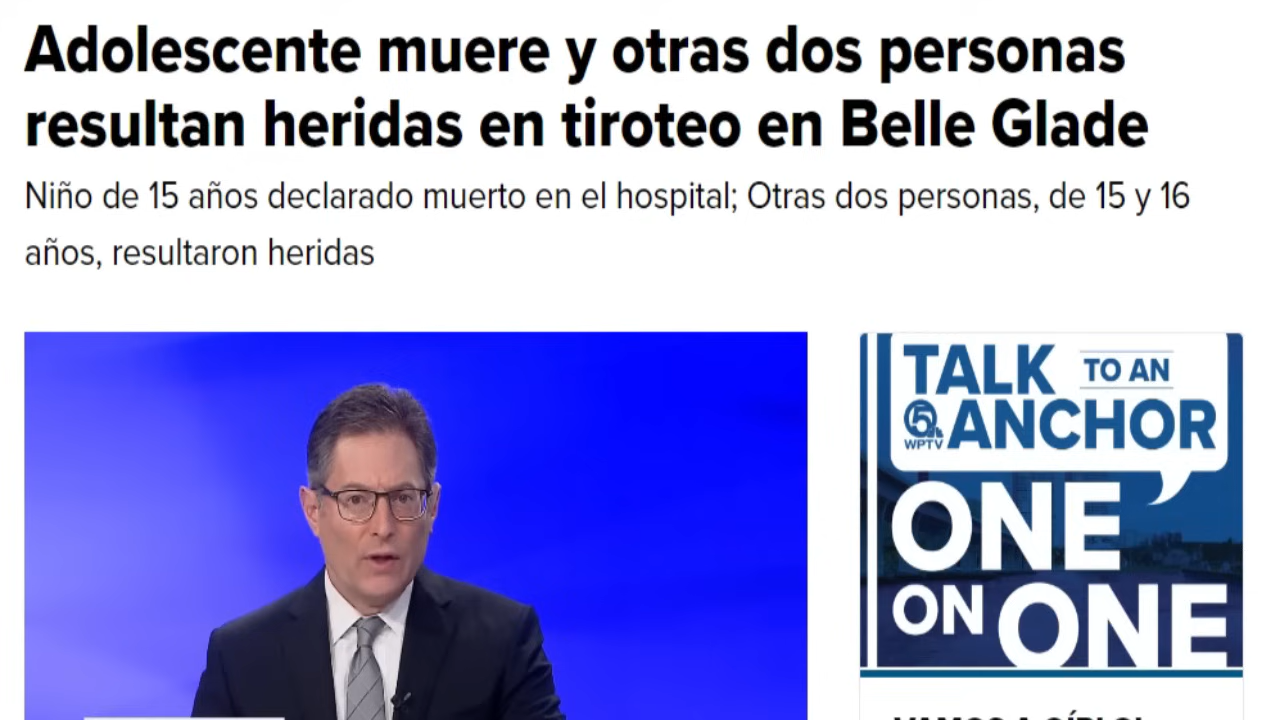 Adolescente muere y otras dos personas
resultan heridas en tiroteo en Belle Glade
Niño de 15 años declarado muerto en el hospital; Otras dos personas, de 15 y 16
años, resultaron heridas
TALK TO AN
5 WPTV ANCHOR
ONE
ON ONE